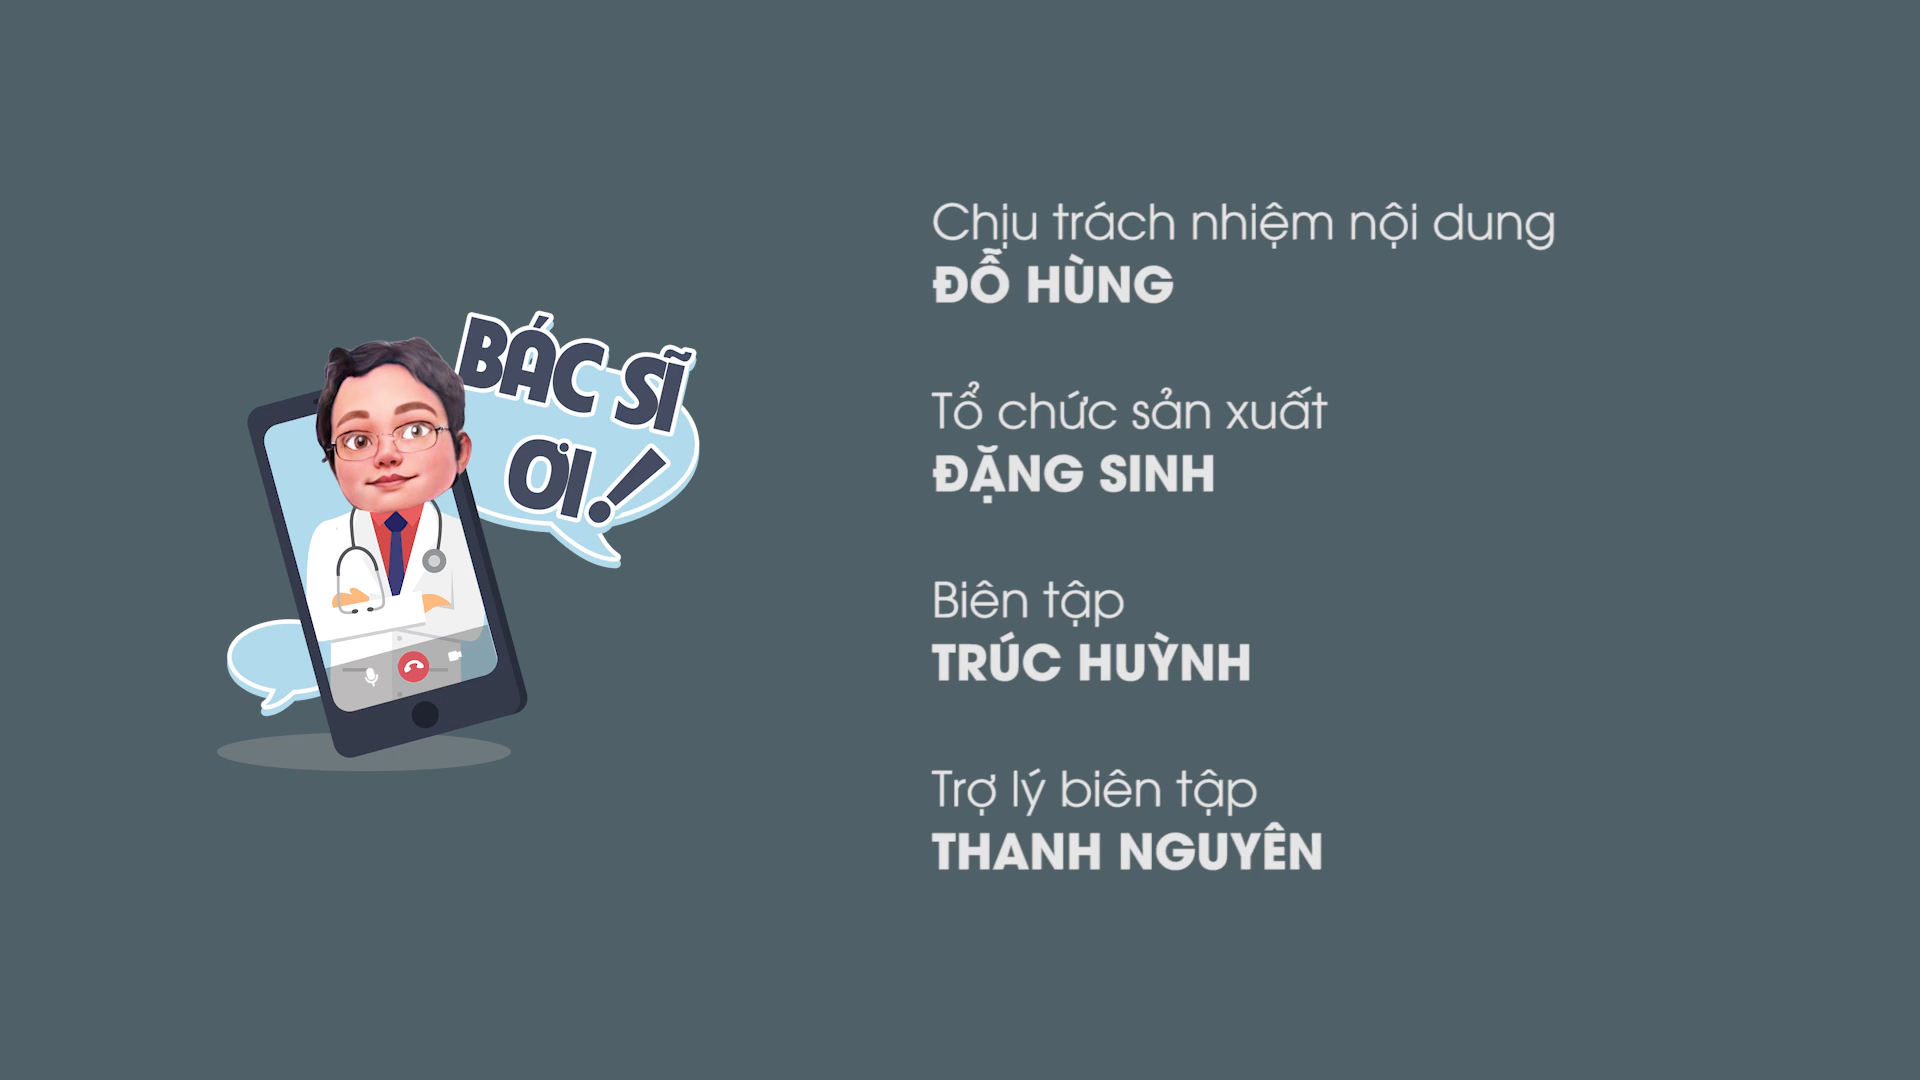 BÁC SĨ
ƠI!
Chịu trách nhiệm nội dung
ĐỖ HÙNG
Tổ chức sản xuất
ĐẶNG SINH
Biên tập
TRÚC HUỲNH
Trợ lý biên tập
THANH NGUYÊN